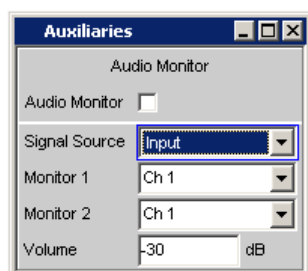 Auxiliaries
Audio Monitor
Audio Monitor
Signal Source Input
Monitor 1 Ch 1
Monitor 2 Ch 1
Volume -30 dB